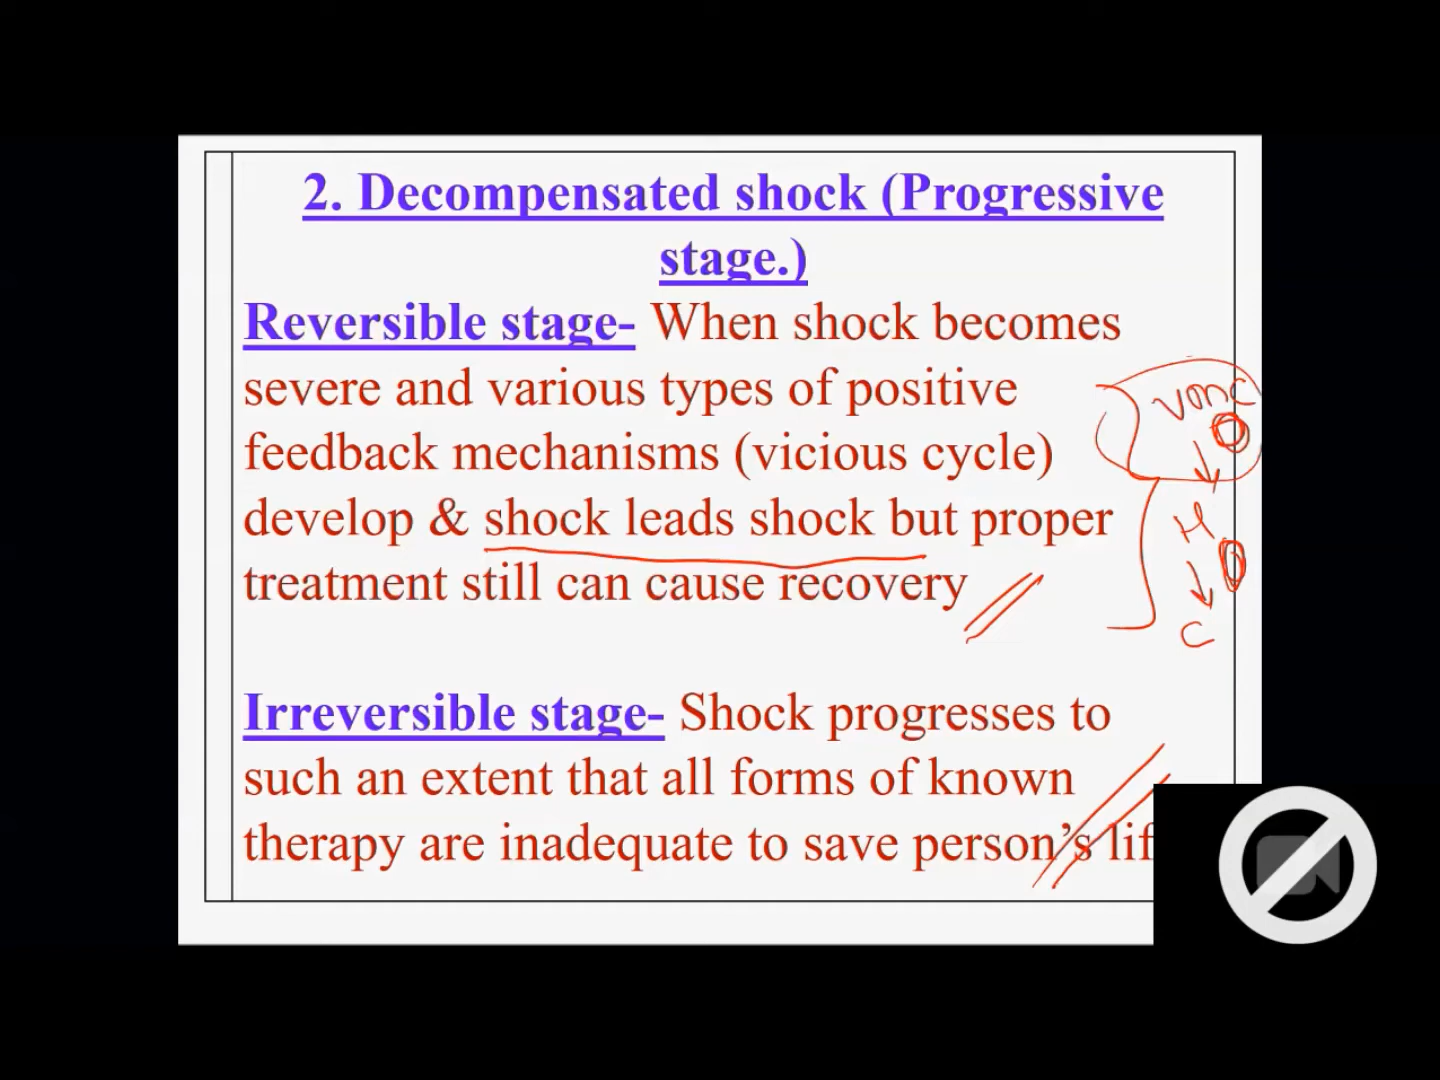 2. Decompensated shock (Progressive
stage.)
Reversible stage- When shock becomes
severe and various types of positive
feedback mechanisms (vicious cycle)
develop & shock leads shock but proper
treatment still can cause recovery
Irreversible stage- Shock progresses to
such an extent that all forms of known
therapy are inadequate to save person's lif
H
C